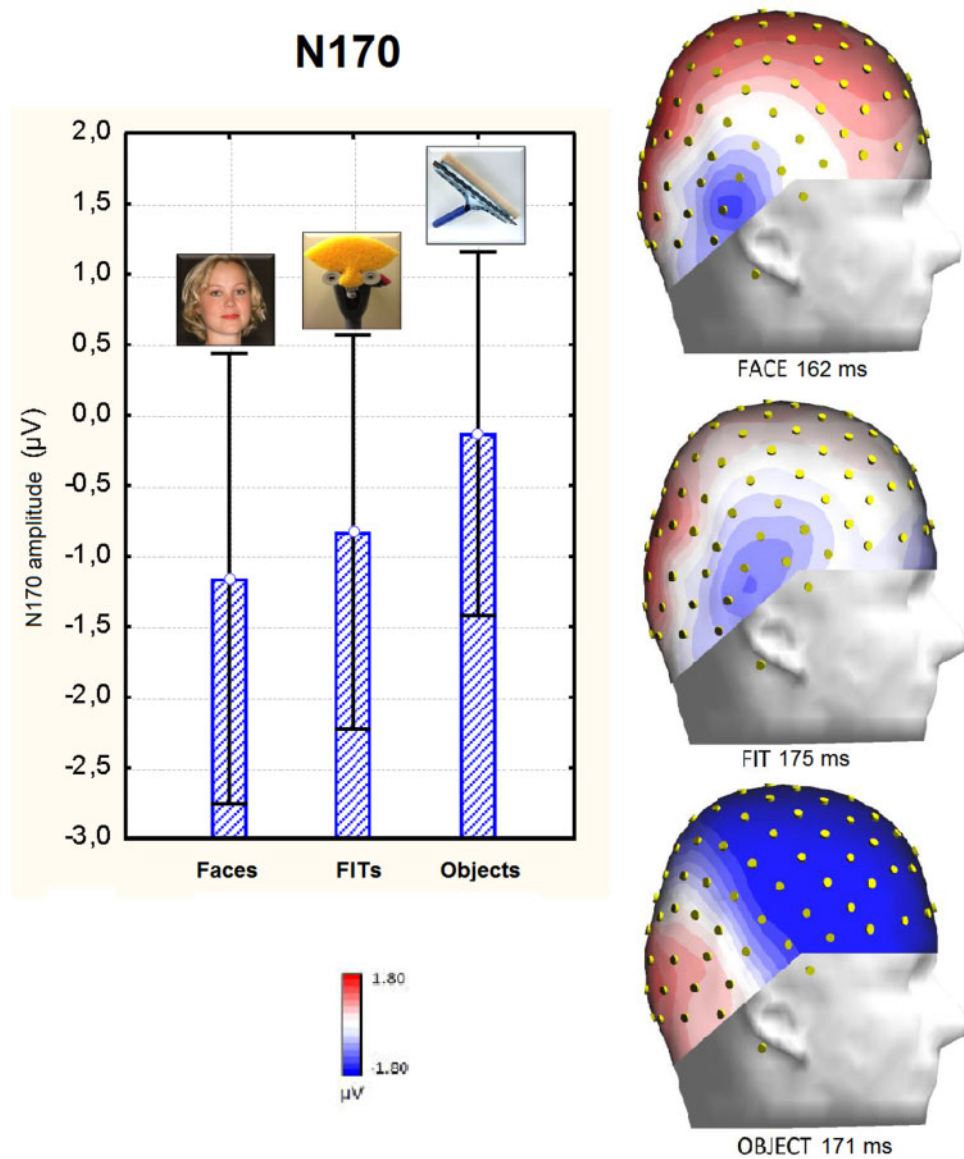 N170
2,0
1,5
1,0
0,5
0,0
-0,5
-1,0
-1,5
-2,0
-2,5
-3,0
N170 amplitude (µV)
Faces FITs Objects
FACE 162 ms
FIT 175 ms
OBJECT 171 ms
1.80
-1.80
µV